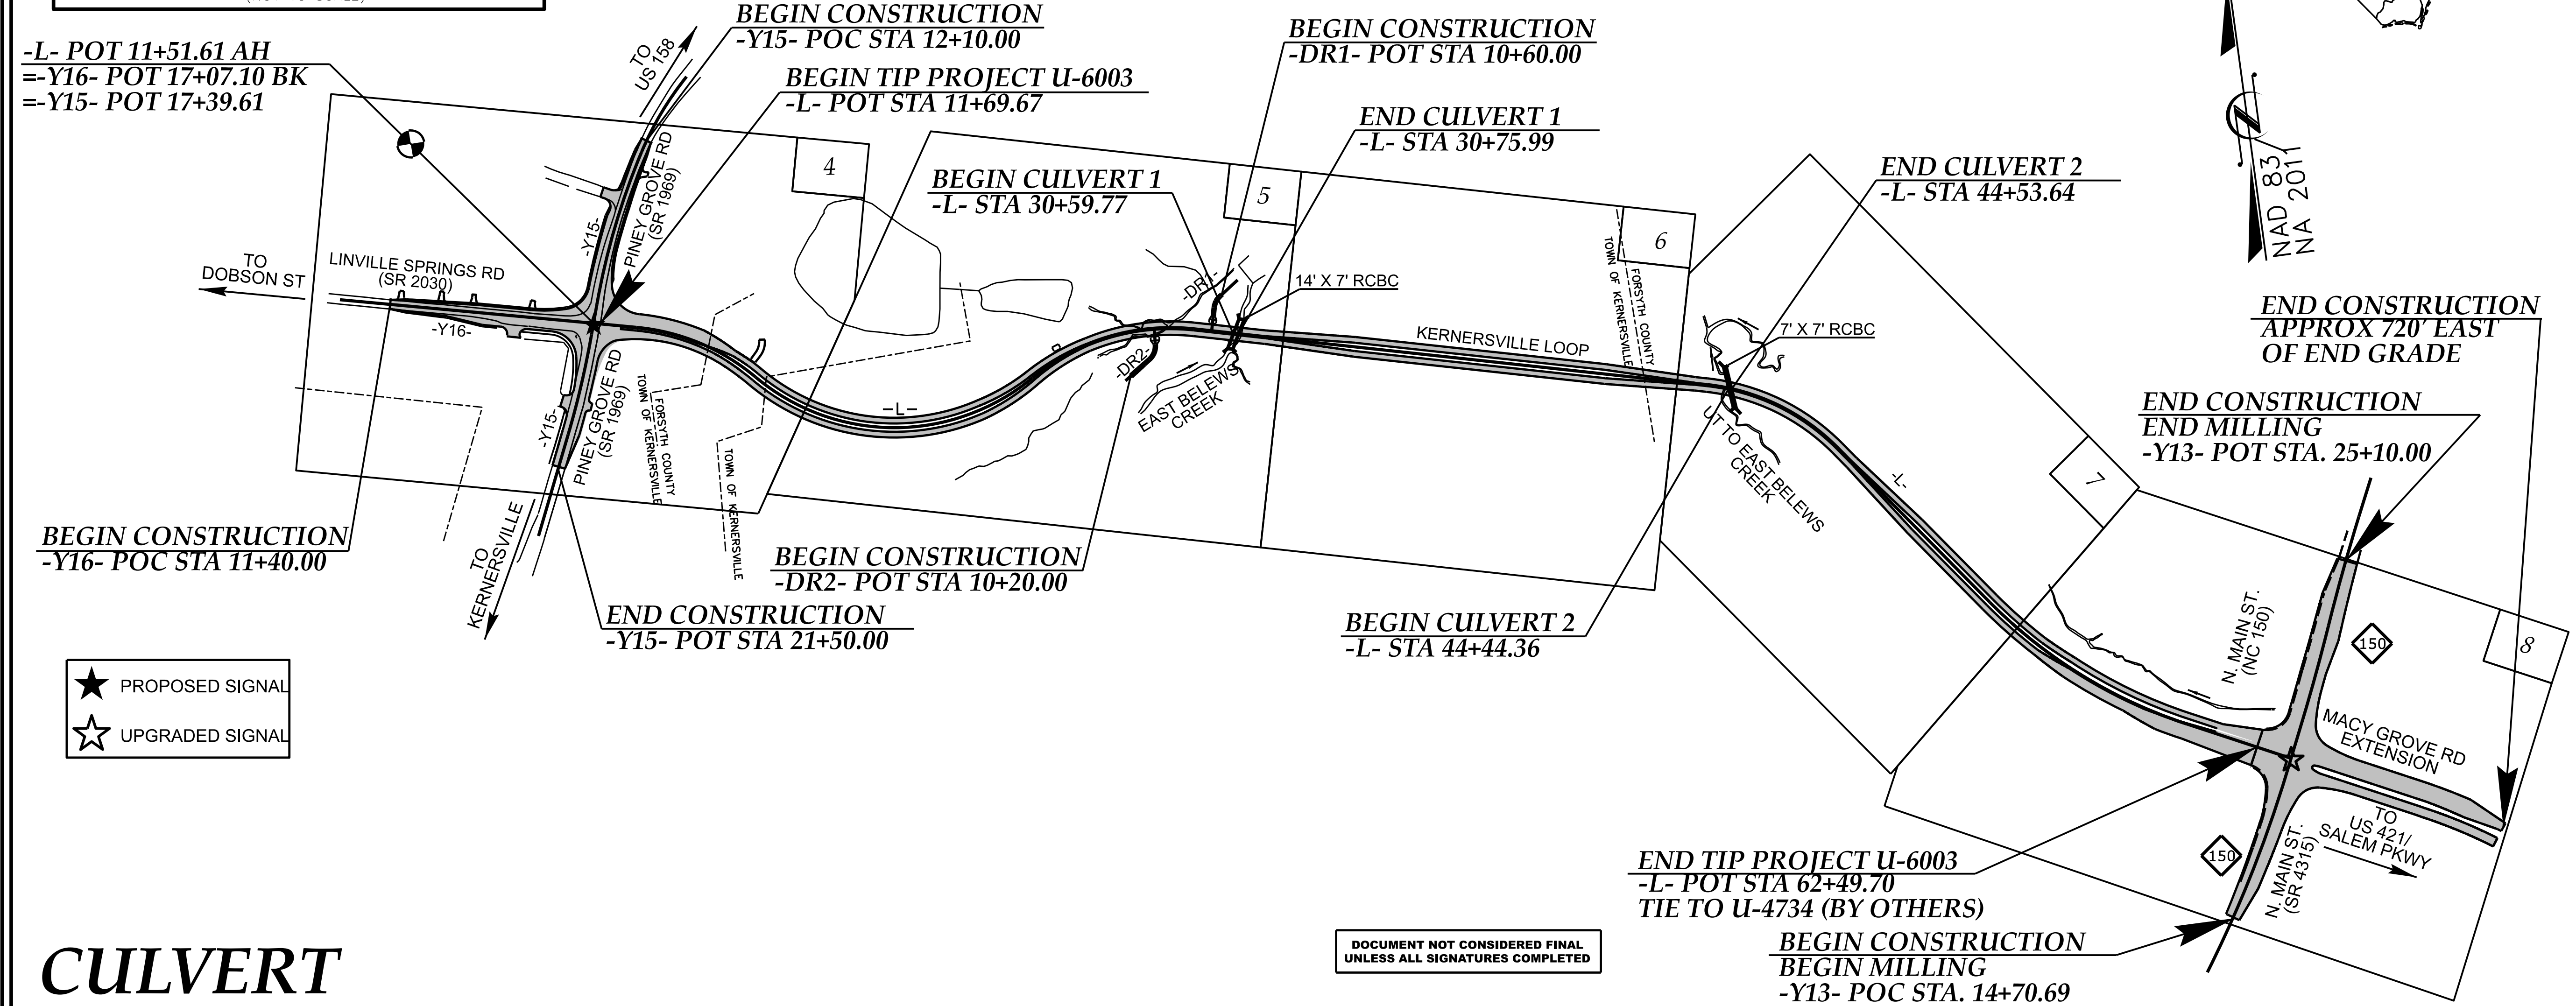 -L- POT 11+51.61 AH
=-Y16- POT 17+07.10 BK
=-Y15- POT 17+39.61
BEGIN CONSTRUCTION
-Y15- POC STA 12+10.00
BEGIN TIP PROJECT U-6003
-L- POT STA 11+69.67
BEGIN CONSTRUCTION
-DR1- POT STA 10+60.00
END CULVERT 1
-L- STA 30+75.99
BEGIN CULVERT 1
-L- STA 30+59.77
END CULVERT 2
-L- STA 44+53.64
NAD 83
NA 2011
TO
US 158
4
5
6
7
8
PINEY GROVE RD
(SR 1969)
-Y15-
TO
DOBSON ST
LINVILLE SPRINGS RD
(SR 2030)
-Y16-
-Y15-
PINEY GROVE RD
(SR 1969)
TOWN OF KERNERSVILLE
FORSYTH COUNTY
TOWN OF KERNERSVILLE
-L-
-DR1-
-DR2-
14' X 7' RCBC
EAST BELEWS
CREEK
KERNERSVILLE LOOP
TOWN OF KERNERSVILLE
FORSYTH COUNTY
7' X 7' RCBC
UT TO EAST BELEWS
CREEK
-L-
END CONSTRUCTION
APPROX 720' EAST
OF END GRADE
END CONSTRUCTION
END MILLING
-Y13- POT STA. 25+10.00
BEGIN CONSTRUCTION
-Y16- POC STA 11+40.00
TO
KERNERSVILLE
END CONSTRUCTION
-Y15- POT STA 21+50.00
BEGIN CONSTRUCTION
-DR2- POT STA 10+20.00
BEGIN CULVERT 2
-L- STA 44+44.36
N. MAIN ST.
(NC 150)
150
MACY GROVE RD
EXTENSION
TO
US 421/
SALEM PKWY
150
N. MAIN ST.
(SR 4315)
PROPOSED SIGNAL
UPGRADED SIGNAL
END TIP PROJECT U-6003
-L- POT STA 62+49.70
TIE TO U-4734 (BY OTHERS)
BEGIN CONSTRUCTION
BEGIN MILLING
-Y13- POC STA. 14+70.69
DOCUMENT NOT CONSIDERED FINAL
UNLESS ALL SIGNATURES COMPLETED
CULVERT